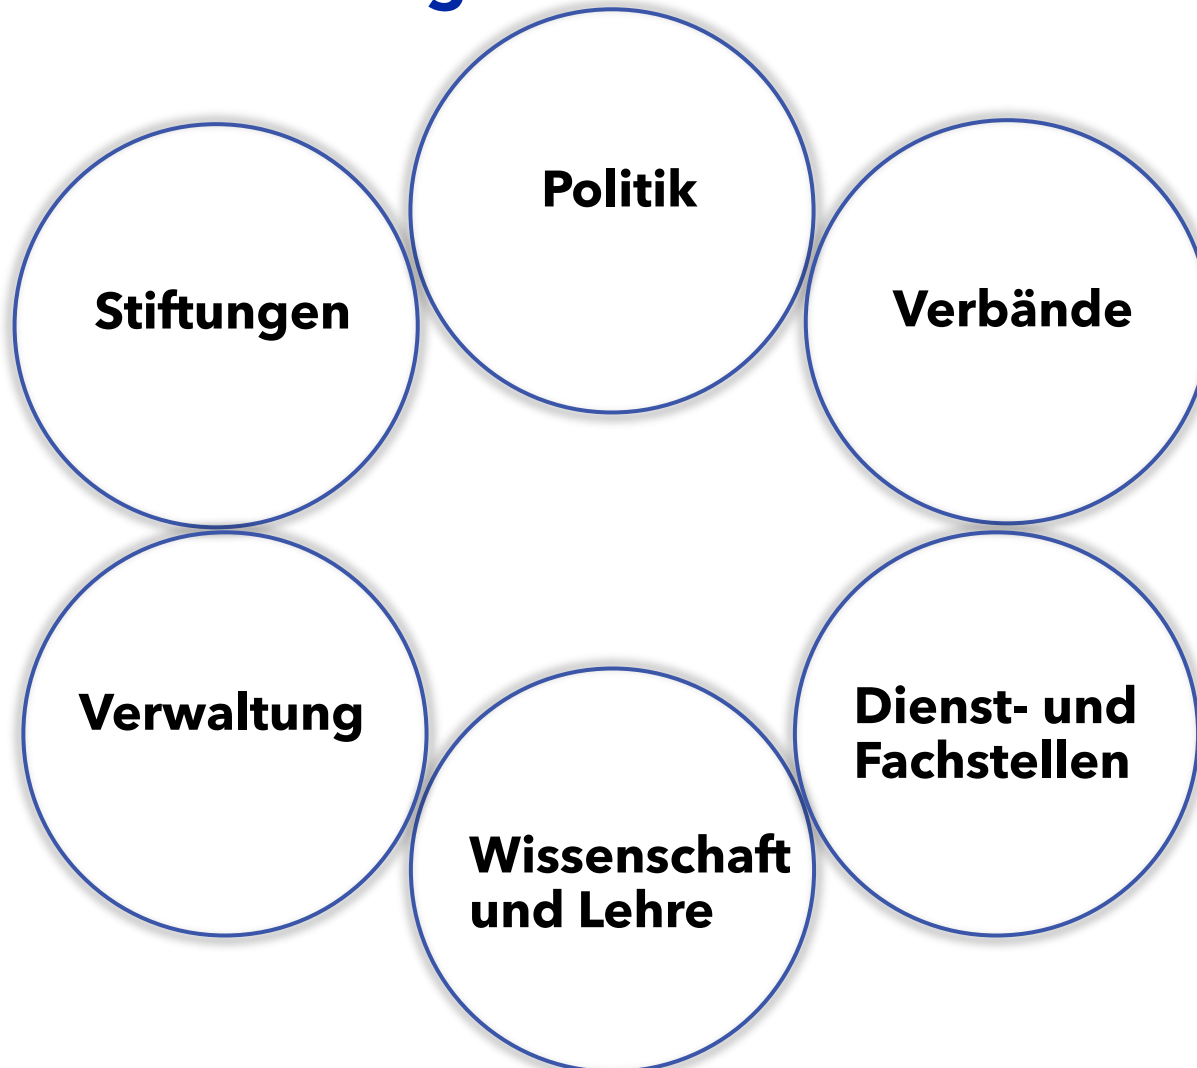 Politik
Stiftungen
Verbände
Verwaltung
Dienst- und
Fachstellen
Wissenschaft
und Lehre